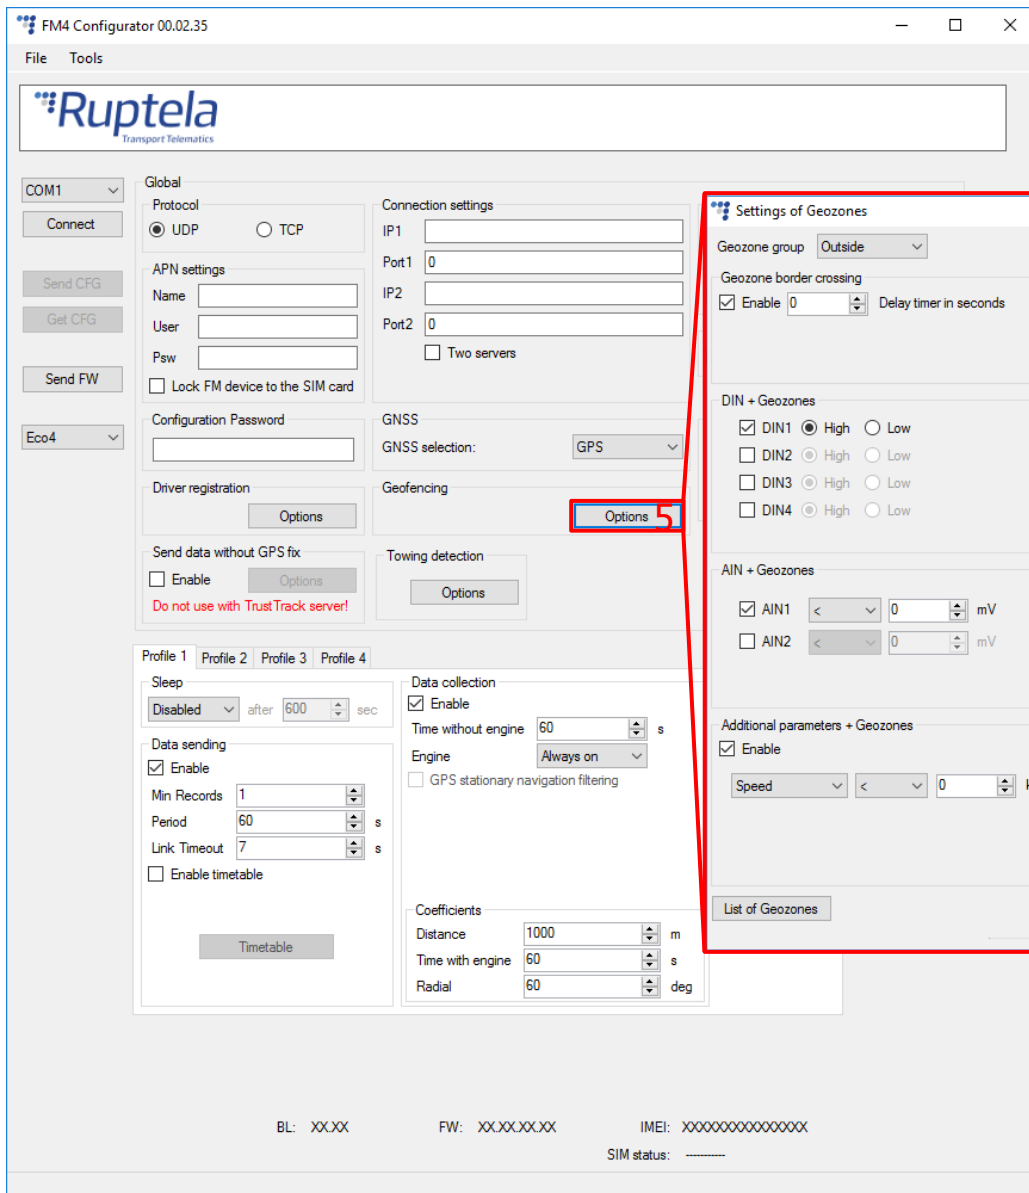 FM4 Configurator 00.02.35
File Tools
Ruptela
Transport Telematics
COM1
Connect
Send CFG
Get CFG
Send FW
Eco4
Global
Protocol
UDP TCP
APN settings
Name
User
Psw
Lock FM device to the SIM card
Connection settings
IP1
Port1 0
IP2
Port2 0
Two servers
Configuration Password
GNSS
GNSS selection: GPS
Driver registration
Options
Geofencing
Options 5
Send data without GPS fix
Enable Options
Do not use with TrustTrack server!
Towing detection
Options
Settings of Geozones
Geozone group Outside
Geozone border crossing
Enable 0 Delay timer in seconds
DIN + Geozones
DIN1 High Low
DIN2 High Low
DIN3 High Low
DIN4 High Low
AIN + Geozones
AIN1 < 0 mV
AIN2 < 0 mV
Additional parameters + Geozones
Enable
Speed < 0
List of Geozones
Profile 1 Profile 2 Profile 3 Profile 4
Sleep
Disabled after 600 sec
Data sending
Enable
Min Records 1
Period 60 s
Link Timeout 7 s
Enable timetable
Timetable
Data collection
Enable
Time without engine 60 s
Engine Always on
GPS stationary navigation filtering
Coefficients
Distance 1000 m
Time with engine 60 s
Radial 60 deg
BL: XX.XX FW: XX.XX.XX.XX IMEI: XXXXXXXXXXXXXXX
SIM status: -----------